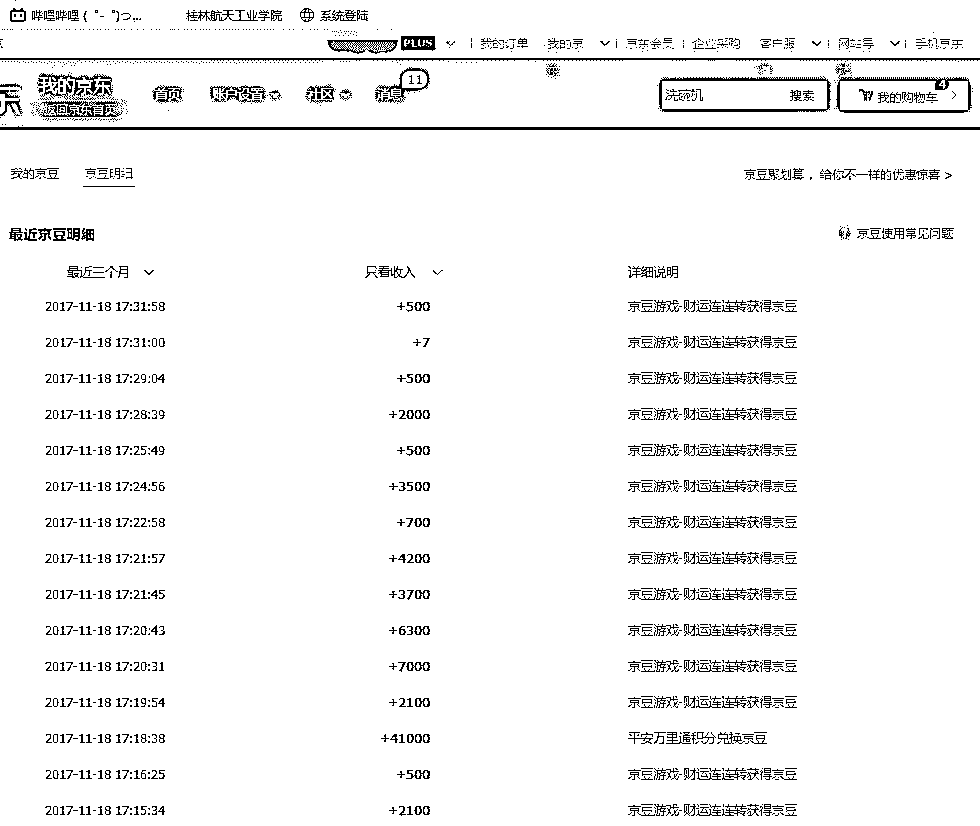 哔哩哔哩 ( ゜- ゜)つ... 桂林航天工业学院 系统登陆
PLUS 我的订单 我的京 京东会员 企业采购 客户服 网站导 手机京东
我的京东 首页 账户设置 社区 消息 11 洗碗机 搜索 我的购物车 4 >
返回京东首页
我的京豆 京豆明细 京豆聚划算，给你不一样的优惠惊喜 >
最近京豆明细 京豆使用常见问题
最近三个月 只看收入 详细说明
2017-11-18 17:31:58 +500 京豆游戏-财运连连转获得京豆
2017-11-18 17:31:00 +7 京豆游戏-财运连连转获得京豆
2017-11-18 17:29:04 +500 京豆游戏-财运连连转获得京豆
2017-11-18 17:28:39 +2000 京豆游戏-财运连连转获得京豆
2017-11-18 17:25:49 +500 京豆游戏-财运连连转获得京豆
2017-11-18 17:24:56 +3500 京豆游戏-财运连连转获得京豆
2017-11-18 17:22:58 +700 京豆游戏-财运连连转获得京豆
2017-11-18 17:21:57 +4200 京豆游戏-财运连连转获得京豆
2017-11-18 17:21:45 +3700 京豆游戏-财运连连转获得京豆
2017-11-18 17:20:43 +6300 京豆游戏-财运连连转获得京豆
2017-11-18 17:20:31 +7000 京豆游戏-财运连连转获得京豆
2017-11-18 17:19:54 +2100 京豆游戏-财运连连转获得京豆
2017-11-18 17:18:38 +41000 平安万里通积分兑换京豆
2017-11-18 17:16:25 +500 京豆游戏-财运连连转获得京豆
2017-11-18 17:15:34 +2100 京豆游戏-财运连连转获得京豆